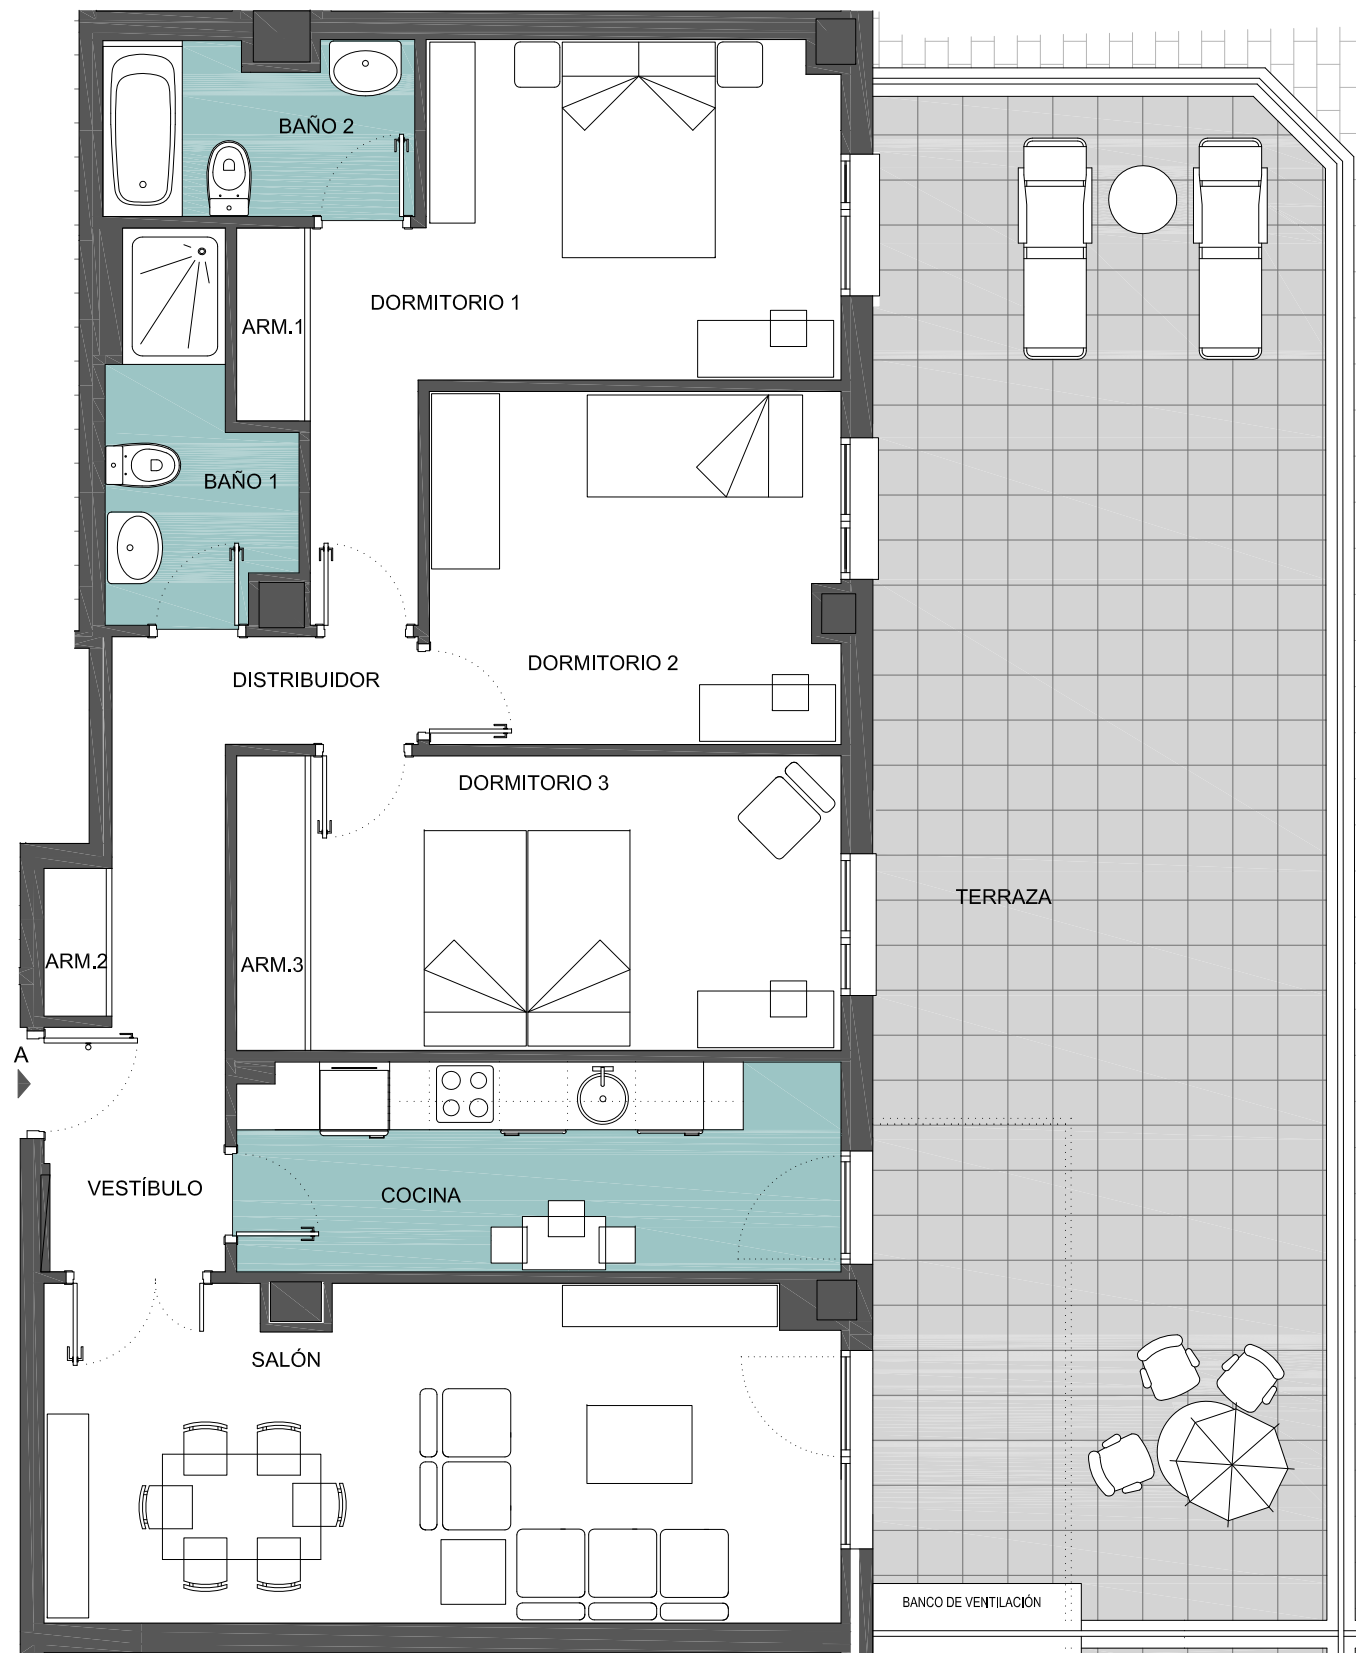 BAÑO 2
DORMITORIO 1
ARM.1
BAÑO 1
DORMITORIO 2
DISTRIBUIDOR
DORMITORIO 3
TERRAZA
ARM.2
ARM.3
A
VESTÍBULO
COCINA
SALÓN
BANCO DE VENTILACIÓN